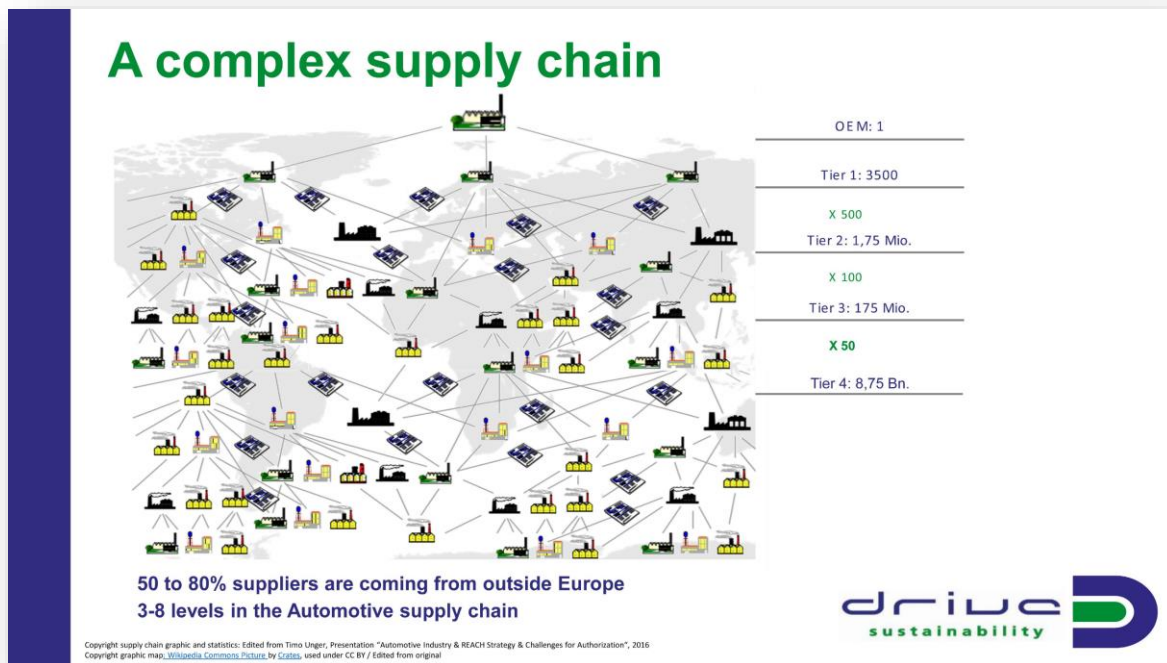 A complex supply chain
OEM: 1
Tier 1: 3500
X 500
Tier 2: 1,75 Mio.
X 100
Tier 3: 175 Mio.
X 50
Tier 4: 8,75 Bn.
50 to 80% suppliers are coming from outside Europe
3-8 levels in the Automotive supply chain
drive
sustainability
Copyright supply chain graphic and statistics: Edited from Timo Unger, Presentation "Automotive Industry & REACH Strategy & Challenges for Authorization", 2016
Copyright graphic map: Wikipedia Commons Picture by Crates, used under CC BY / Edited from original